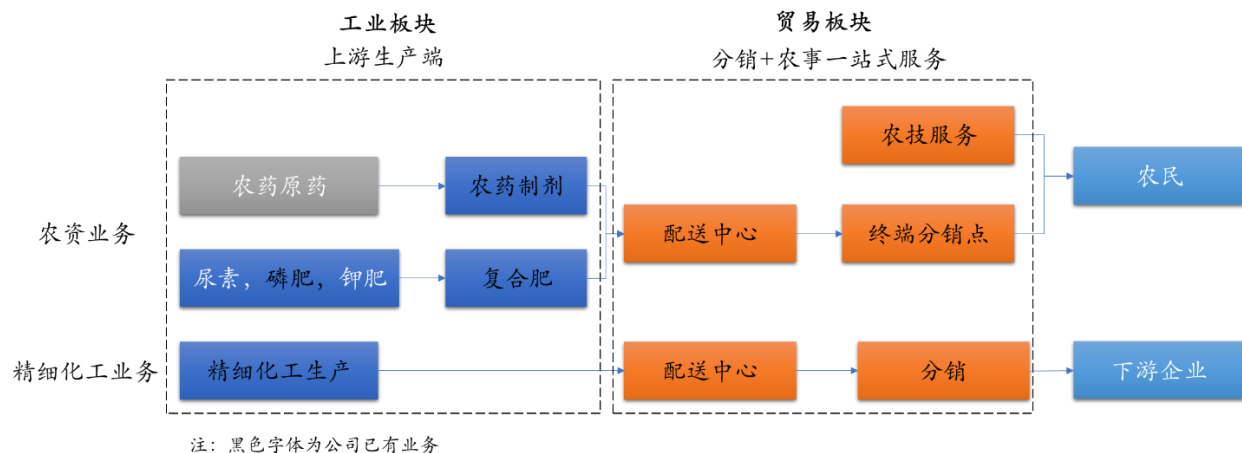 工业板块
上游生产端
贸易板块
分销+农事一站式服务
农资业务
农药原药
农药制剂
尿素，磷肥，钾肥
复合肥
配送中心
农技服务
终端分销点
农民
精细化工业务
精细化工生产
配送中心
分销
下游企业
注：黑色字体为公司已有业务